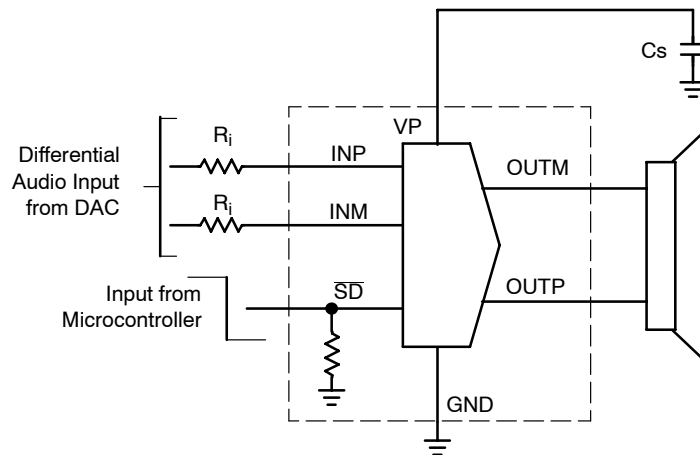 Cs
VP
Differential
Audio Input
from DAC
Ri
INP
OUTM
Ri
INM
Input from
Microcontroller
SD
OUTP
GND